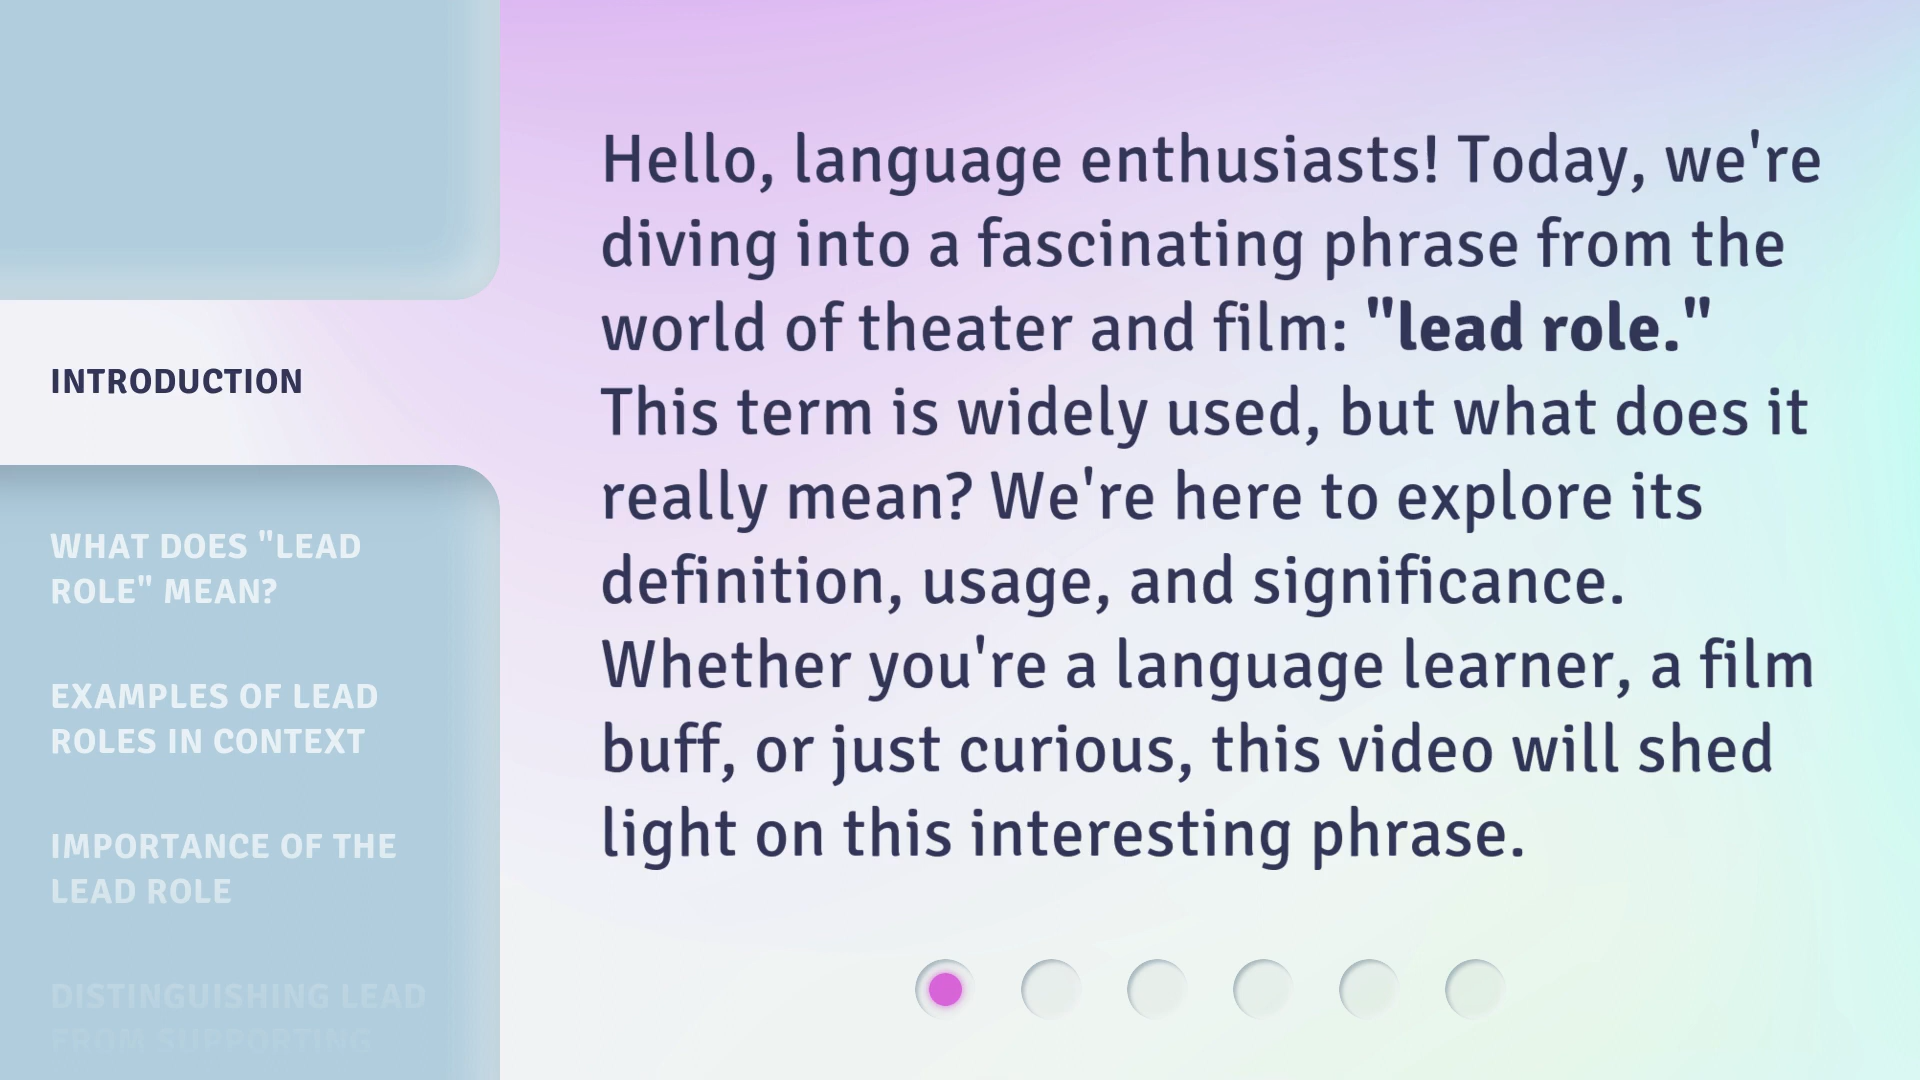 INTRODUCTION
WHAT DOES "LEAD
ROLE" MEAN?
EXAMPLES OF LEAD
ROLES IN CONTEXT
IMPORTANCE OF THE
LEAD ROLE
DISTINGUISHING LEAD
FROM SUPPORTING
Hello, language enthusiasts! Today, we're
diving into a fascinating phrase from the
world of theater and film: "lead role."
This term is widely used, but what does it
really mean? We're here to explore its
definition, usage, and significance.
Whether you're a language learner, a film
buff, or just curious, this video will shed
light on this interesting phrase.